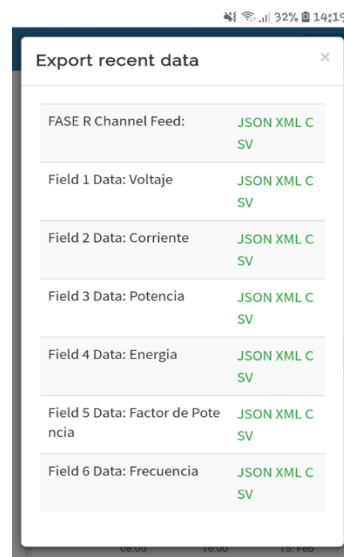 32% 14:19
Export recent data ×
FASE R Channel Feed: JSON XML C
SV
Field 1 Data: Voltaje JSON XML C
SV
Field 2 Data: Corriente JSON XML C
SV
Field 3 Data: Potencia JSON XML C
SV
Field 4 Data: Energia JSON XML C
SV
Field 5 Data: Factor de Pote JSON XML C
ncia SV
Field 6 Data: Frecuencia JSON XML C
SV
08:00 16:00 15. Feb